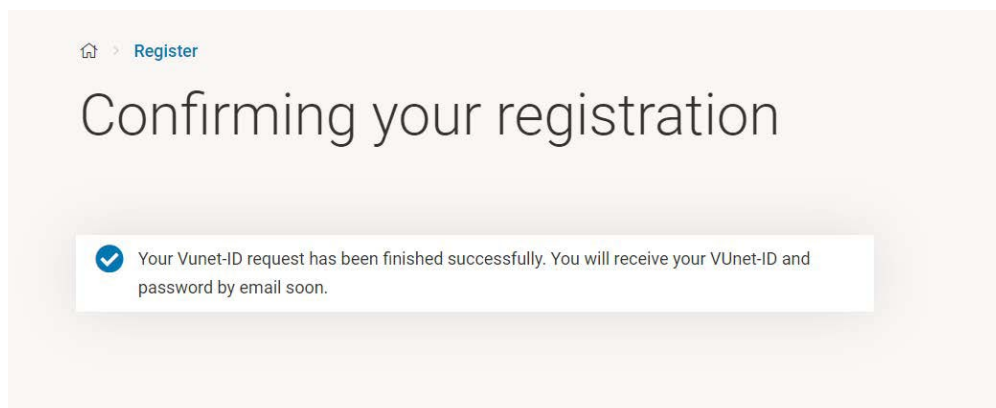 Register
Confirming your registration
Your Vunet-ID request has been finished successfully. You will receive your VUnet-ID and
password by email soon.